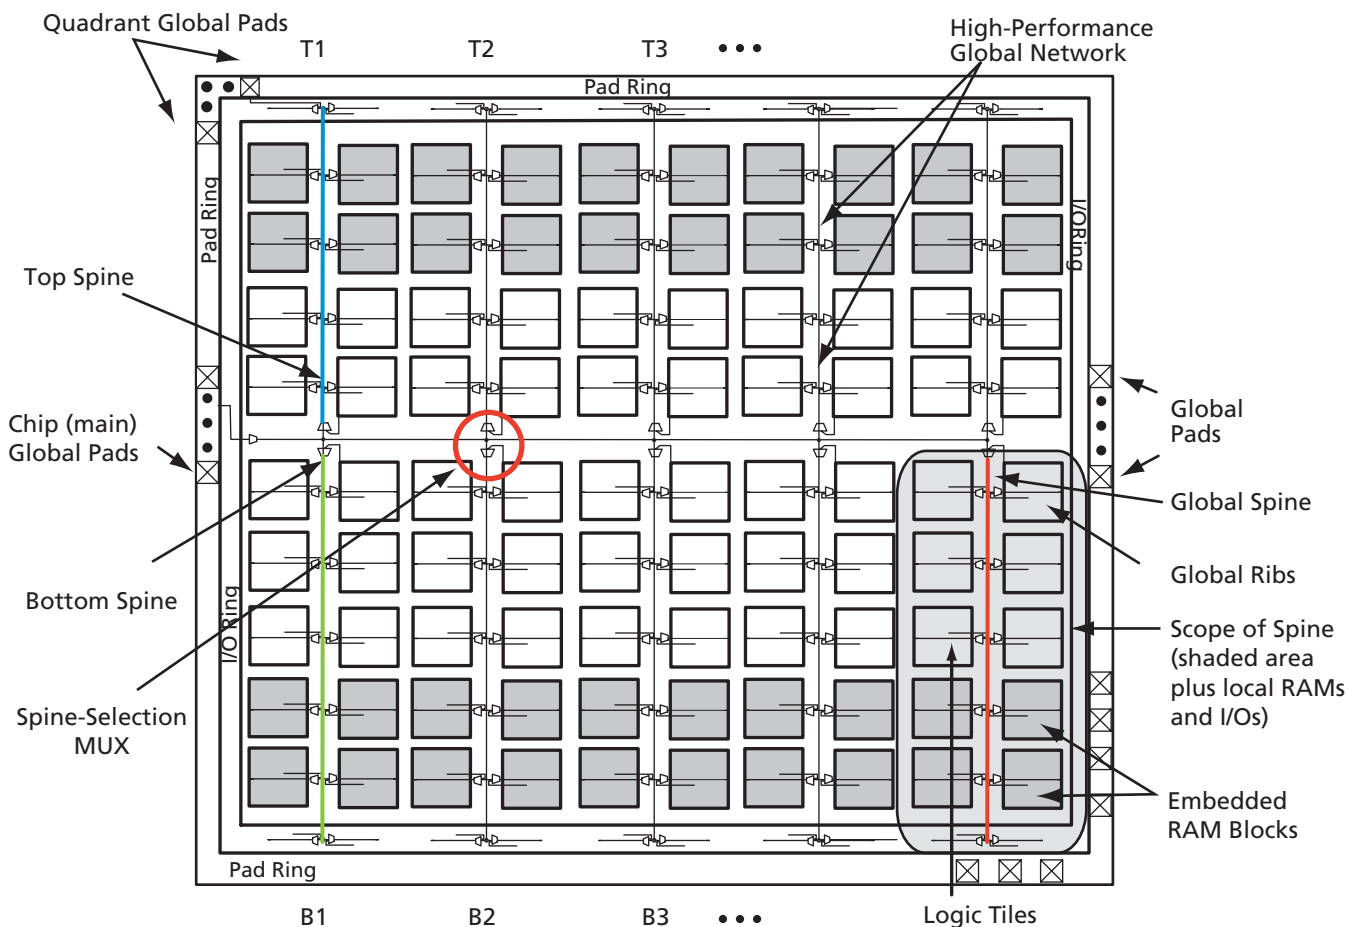 Quadrant Global Pads
T1
T2
T3
High-Performance
Global Network
Pad Ring
Pad Ring
I/ORing
Top Spine
Chip (main)
Global Pads
Global
Pads
Global Spine
Bottom Spine
Global Ribs
I/O Ring
Scope of Spine
(shaded area
plus local RAMs
and I/Os)
Spine-Selection
MUX
Embedded
RAM Blocks
Pad Ring
B1
B2
B3
Logic Tiles